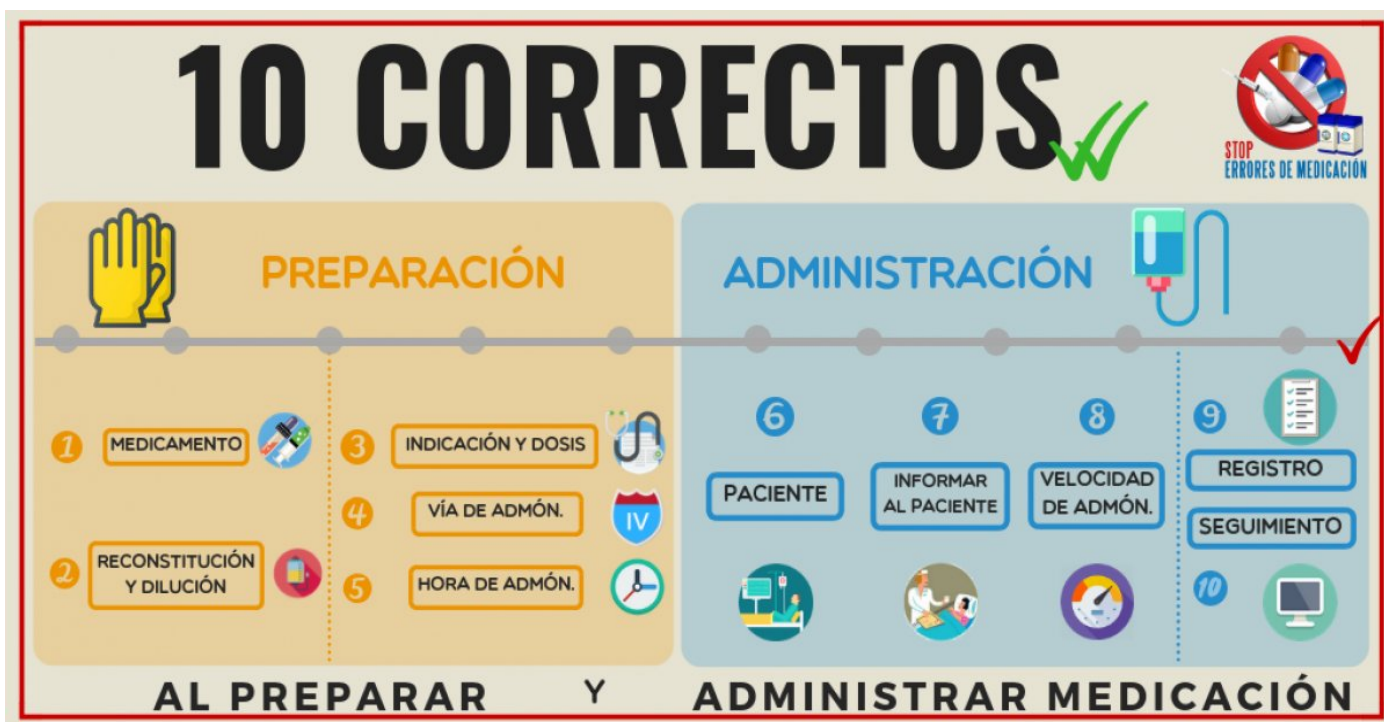 10 CORRECTOS
STOP
ERRORES DE MEDICACIÓN
PREPARACIÓN
1
MEDICAMENTO
2
RECONSTITUCIÓN
Y DILUCIÓN
3
INDICACIÓN Y DOSIS
4
VÍA DE ADMÓN.
IV
5
HORA DE ADMÓN.
ADMINISTRACIÓN
6
PACIENTE
7
INFORMAR
AL PACIENTE
8
VELOCIDAD
DE ADMÓN.
9
REGISTRO
SEGUIMIENTO
10
AL PREPARAR Y ADMINISTRAR MEDICACIÓN